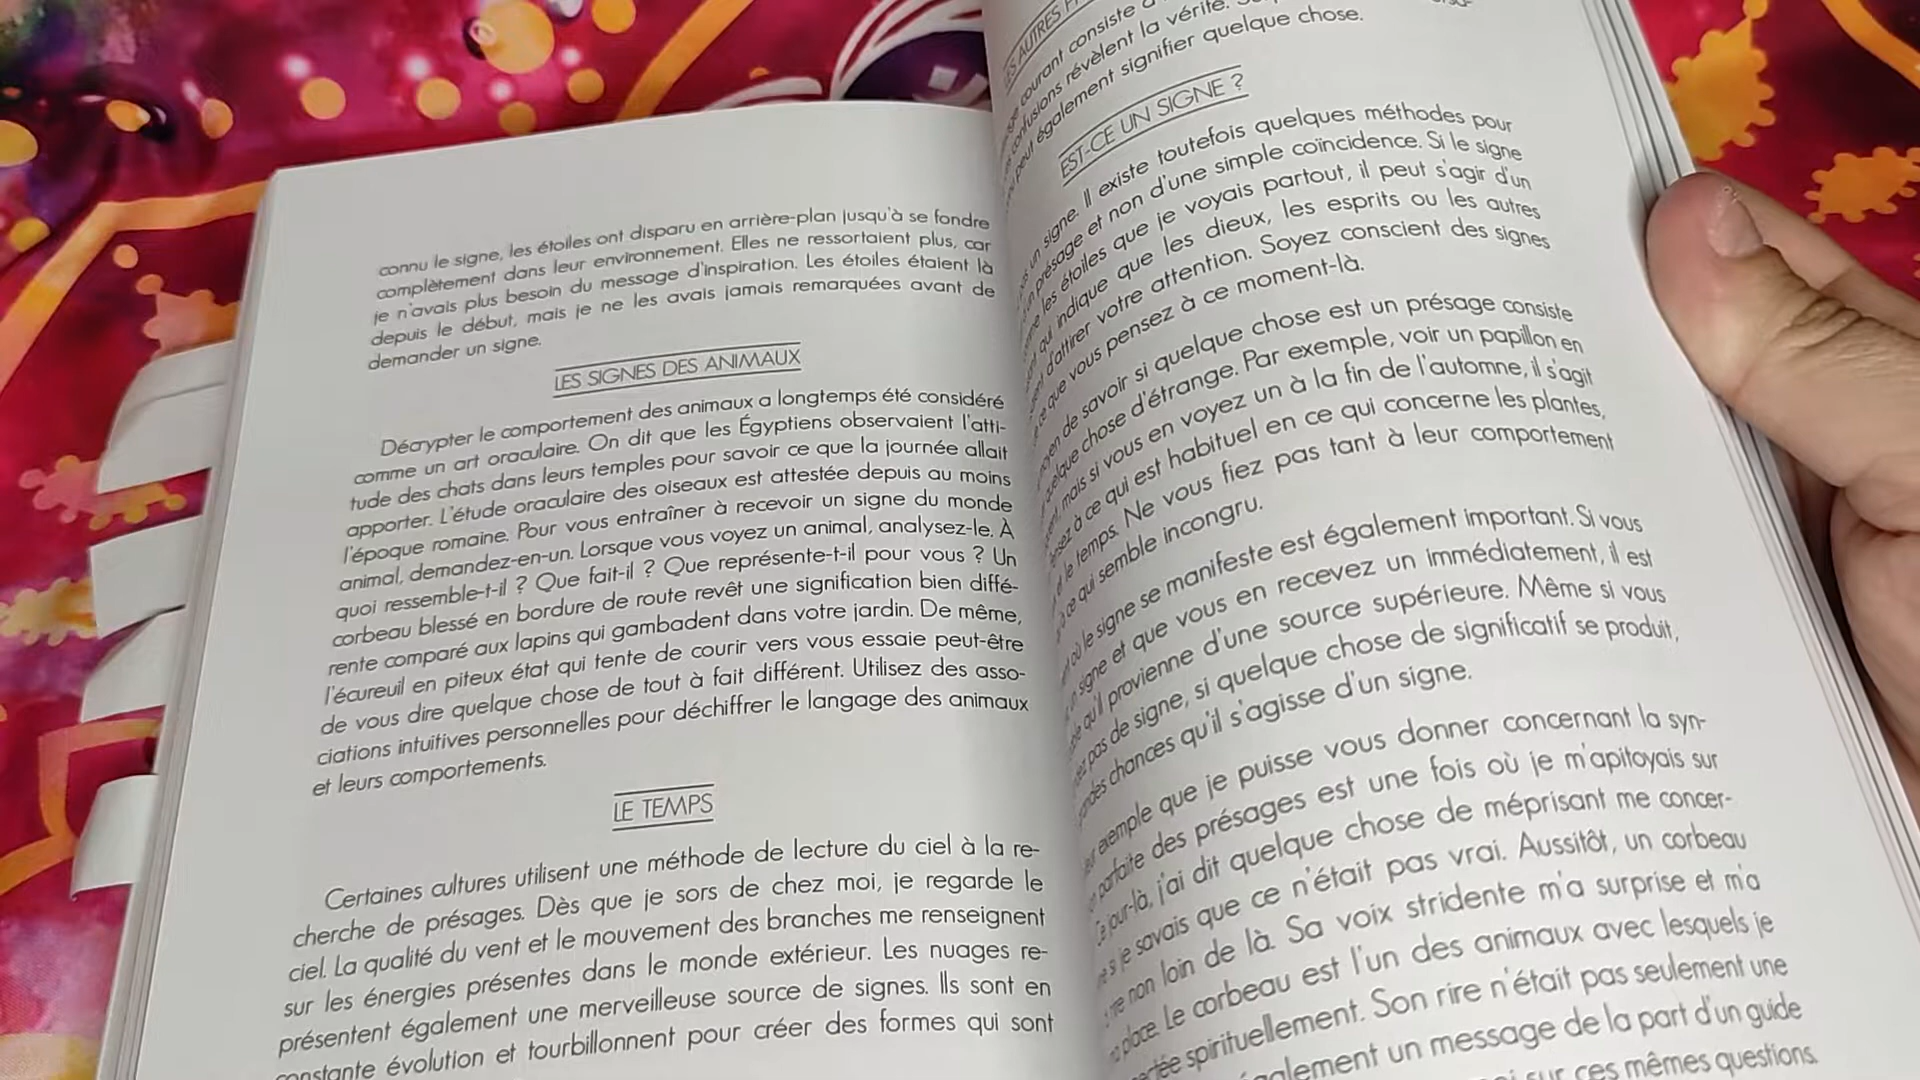 connu le signe, les étoiles ont disparu en arrière-plan jusqu'à se fondre
complètement dans leur environnement. Elles ne ressortaient plus, car
je n'avais plus besoin du message d'inspiration. Les étoiles étaient là
depuis le début, mais je ne les avais jamais remarquées avant de
demander un signe.
LES SIGNES DES ANIMAUX
Décrypter le comportement des animaux a longtemps été considéré
comme un art oraculaire. On dit que les Égyptiens observaient l'atti-
tude des chats dans leurs temples pour savoir ce que la journée allait
apporter. L'étude oraculaire des oiseaux est attestée depuis au moins
l'époque romaine. Pour vous entraîner à recevoir un signe du monde
animal, demandez-en-un. Lorsque vous voyez un animal, analysez-le. À
quoi ressemble-t-il ? Que fait-il ? Que représente-t-il pour vous ? Un
corbeau blessé en bordure de route revêt une signification bien diffé-
rente comparé aux lapins qui gambadent dans votre jardin. De même,
l'écureuil en piteux état qui tente de courir vers vous essaie peut-être
de vous dire quelque chose de tout à fait différent. Utilisez des asso-
ciations intuitives personnelles pour déchiffrer le langage des animaux
et leurs comportements.
LE TEMPS
Certaines cultures utilisent une méthode de lecture du ciel à la re-
cherche de présages. Dès que je sors de chez moi, je regarde le
ciel. La qualité du vent et le mouvement des branches me renseignent
sur les énergies présentes dans le monde extérieur. Les nuages re-
présentent également une merveilleuse source de signes. Ils sont en
constante évolution et tourbillonnent pour créer des formes qui sont
AUTRES
courant consiste à
confusions révèlent la vérité.
peut également signifier quelque chose.
EST-CE UN SIGNE ?
un signe. Il existe toutefois quelques méthodes pour
présage et non d'une simple coïncidence. Si le signe
les étoiles que je voyais partout, il peut s'agir d'un
qui indique que les dieux, les esprits ou les autres
d'attirer votre attention. Soyez conscient des signes
ce que vous pensez à ce moment-là.
de savoir si quelque chose est un présage consiste
quelque chose d'étrange. Par exemple, voir un papillon en
mais si vous en voyez un à la fin de l'automne, il s'agit
à ce qui est habituel en ce qui concerne les plantes,
et le temps. Ne vous fiez pas tant à leur comportement
à ce qui semble incongru.
où le signe se manifeste est également important. Si vous
un signe et que vous en recevez un immédiatement, il est
qu'il provienne d'une source supérieure. Même si vous
pas de signe, si quelque chose de significatif se produit,
chances qu'il s'agisse d'un signe.
exemple que je puisse vous donner concernant la syn-
parfaite des présages est une fois où je m'apitoyais sur
Ce jour-là, j'ai dit quelque chose de méprisant me concer-
si je savais que ce n'était pas vrai. Aussitôt, un corbeau
non loin de là. Sa voix stridente m'a surprise et m'a
place. Le corbeau est l'un des animaux avec lesquels je
spirituellement. Son rire n'était pas seulement une
également un message de la part d'un guide
sur ces mêmes questions.